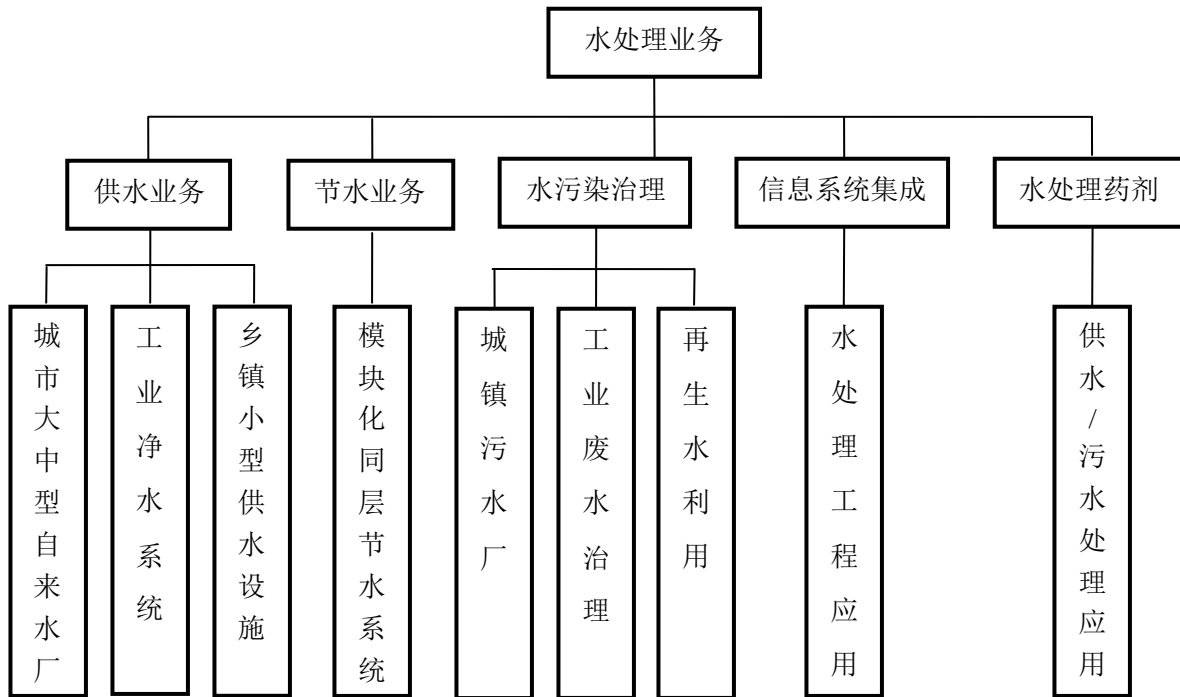 水处理业务
供水业务
节水业务
水污染治理
信息系统集成
水处理药剂
城市大中型自来水厂
工业净水系统
乡镇小型供水设施
模块化同层节水系统
城镇污水厂
工业废水治理
再生水利用
水处理工程应用
供水/污水处理应用